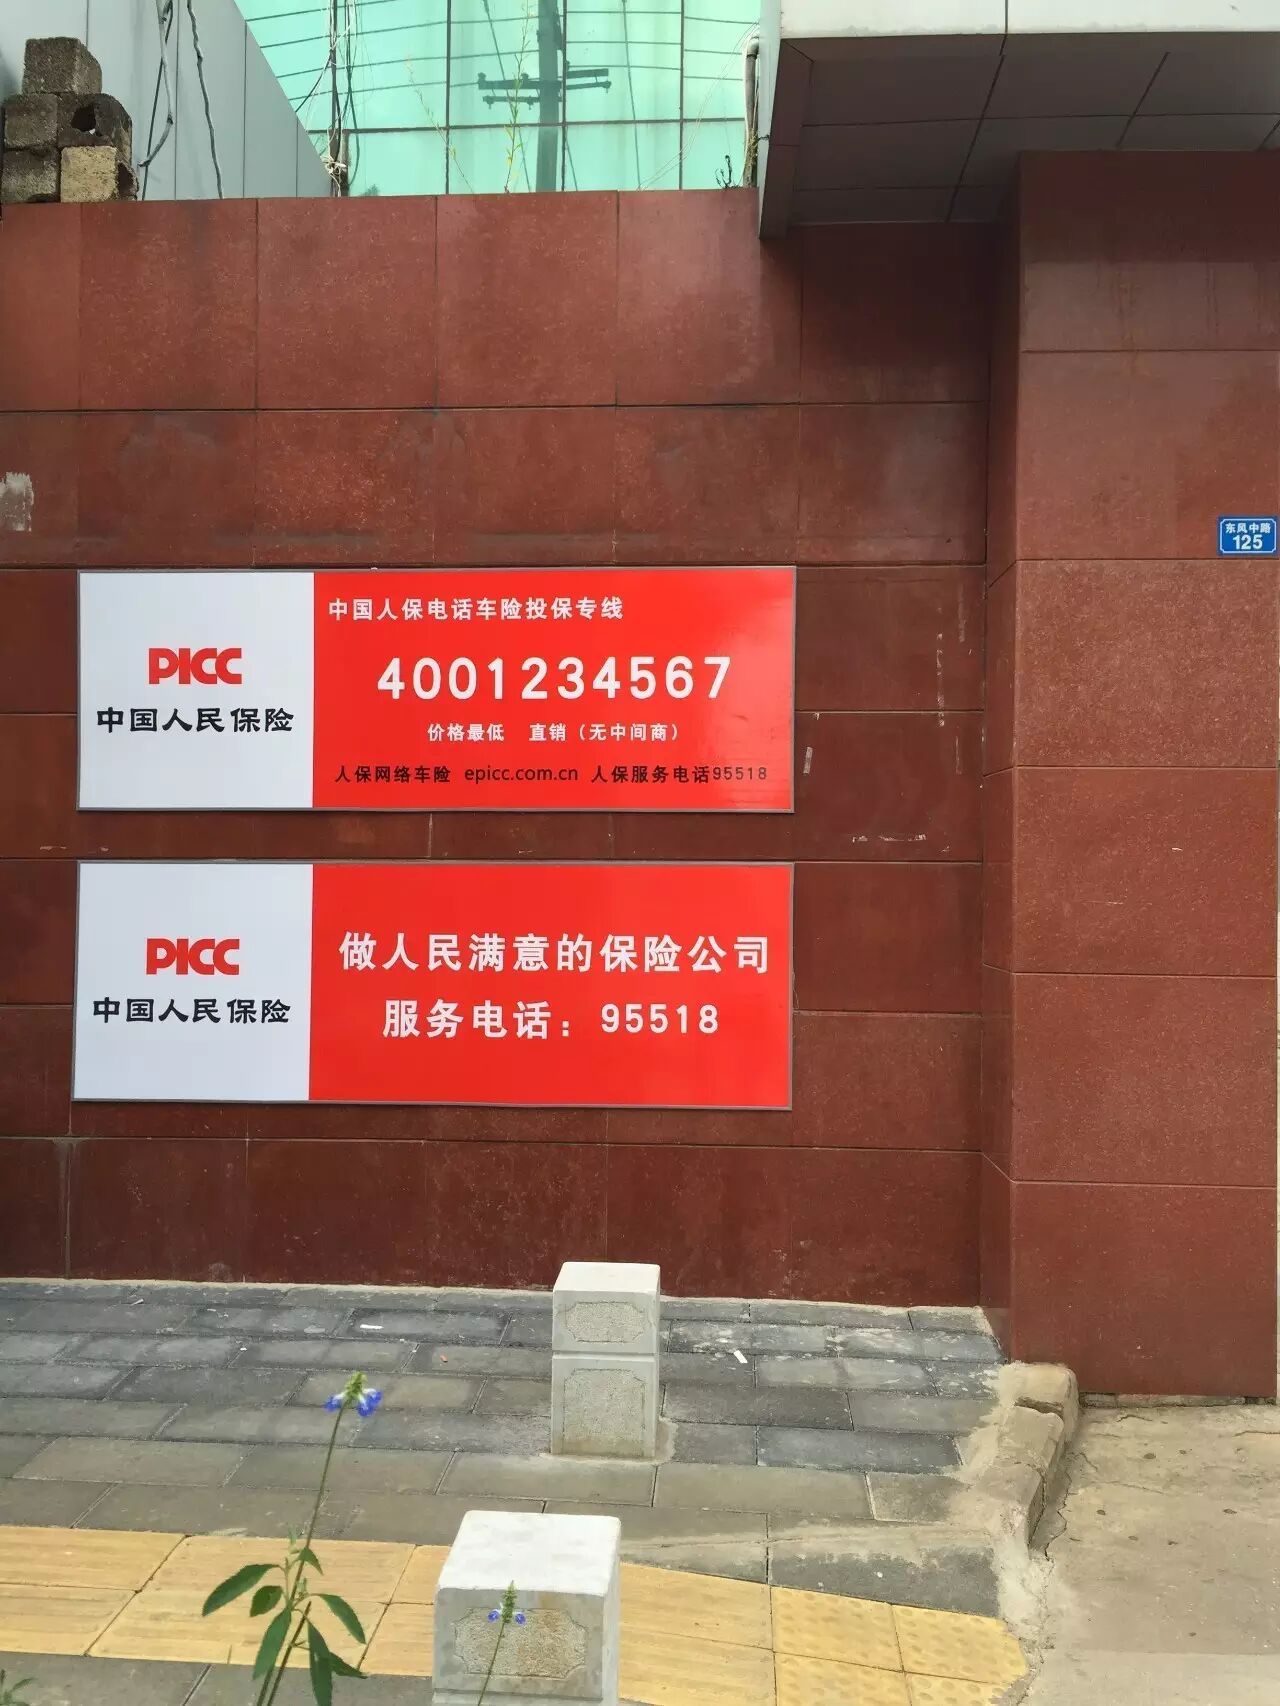 东风中路
125
PICC
中国人民保险
中国人保电话车险投保专线
4001234567
价格最低 直销（无中间商）
人保网络车险 epicc.com.cn 人保服务电话95518
PICC
中国人民保险
做人民满意的保险公司
服务电话：95518